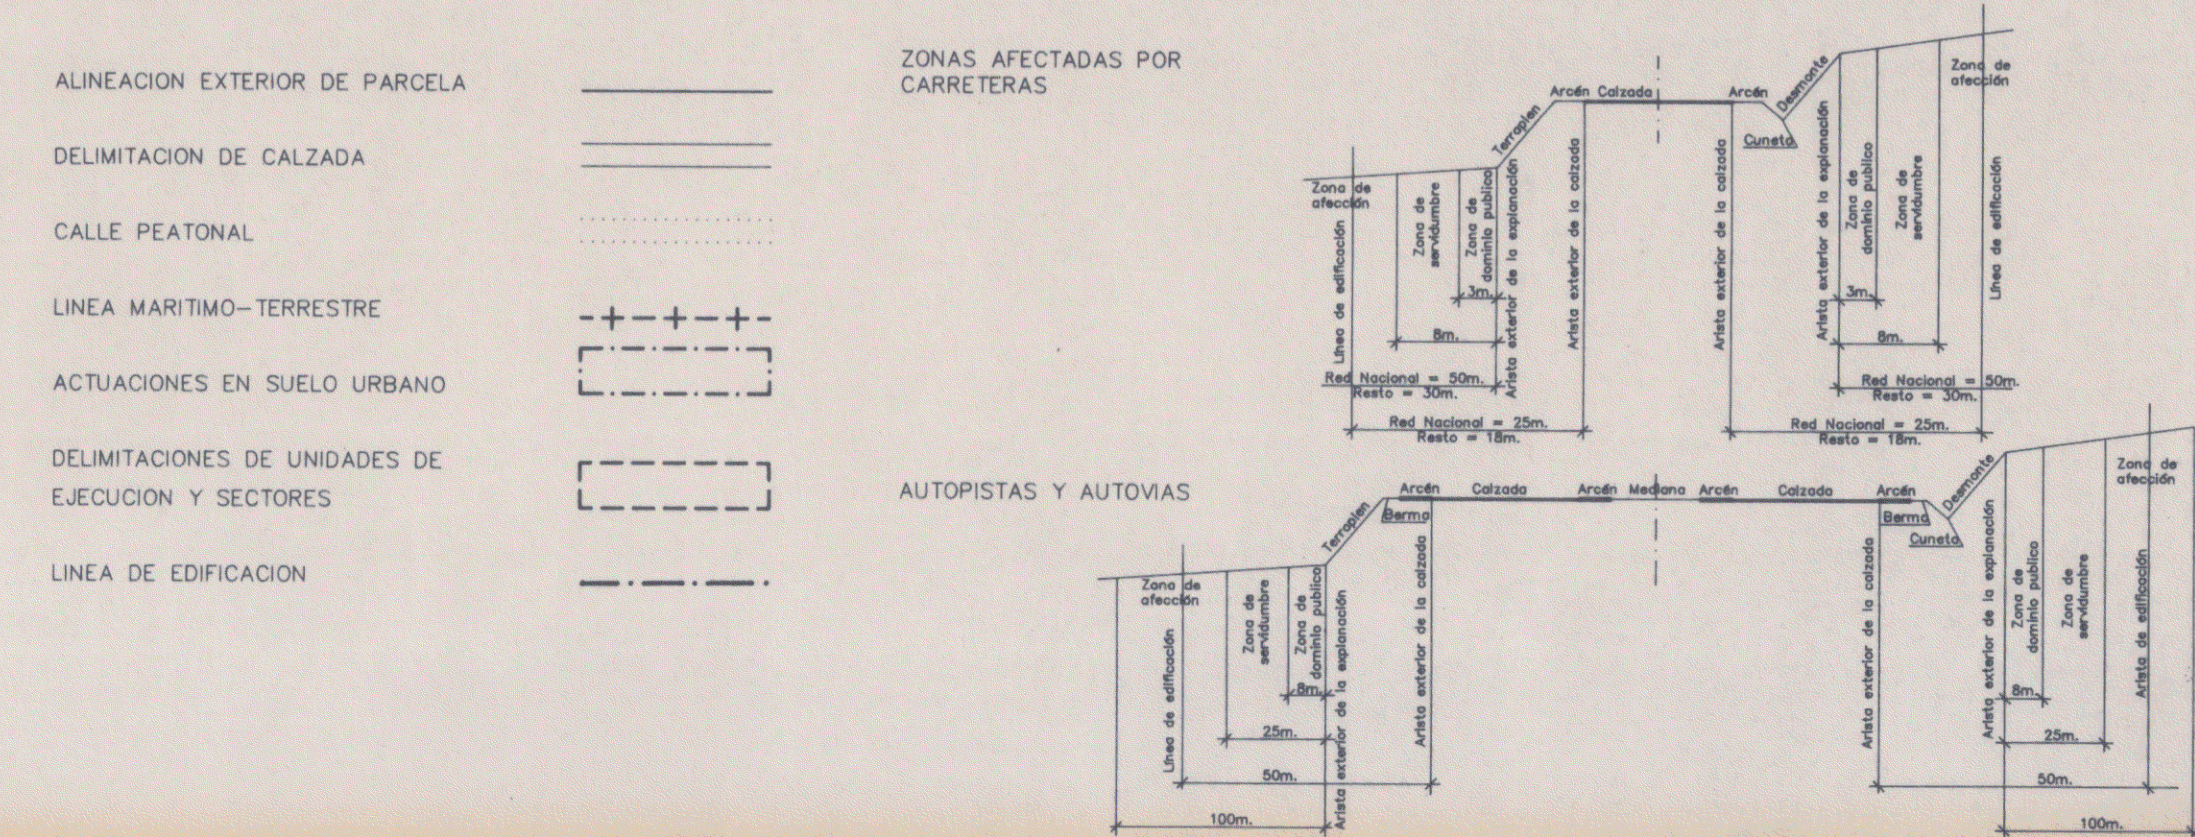 ALINEACION EXTERIOR DE PARCELA
DELIMITACION DE CALZADA
CALLE PEATONAL
LINEA MARITIMO-TERRESTRE
ACTUACIONES EN SUELO URBANO
DELIMITACIONES DE UNIDADES DE
EJECUCION Y SECTORES
LINEA DE EDIFICACION
ZONAS AFECTADAS POR
CARRETERAS
Zona de
afección
Línea de edificación
Zona de
servidumbre
Zona de
dominio publico
Arista exterior de la explanación
Terraplen
Arcén
Calzada
Arcén
Arista exterior de la calzada
Arista exterior de la calzada
Cuneta
Desmonte
Arista exterior de la explanación
Zona de
dominio publico
Zona de
servidumbre
Zona de
afección
Línea de edificación
3m.
8m.
Red Nacional = 50m.
Resto = 30m.
Red Nacional = 25m.
Resto = 18m.
3m.
8m.
Red Nacional = 50m.
Resto = 30m.
Red Nacional = 25m.
Resto = 18m.
AUTOPISTAS Y AUTOVIAS
Zona de
afección
Línea de edificación
Zona de
servidumbre
Zona de
dominio publico
Arista exterior de la explanación
Terraplen
Arcén
Berma
Calzada
Arcén
Mediana
Arcén
Calzada
Arcén
Berma
Cuneta
Desmonte
Arista exterior de la calzada
Arista exterior de la calzada
Arista exterior de la explanación
Zona de
dominio publico
Zona de
servidumbre
Zona de
afección
Arista de edificación
8m.
25m.
50m.
100m.
8m.
25m.
50m.
100m.